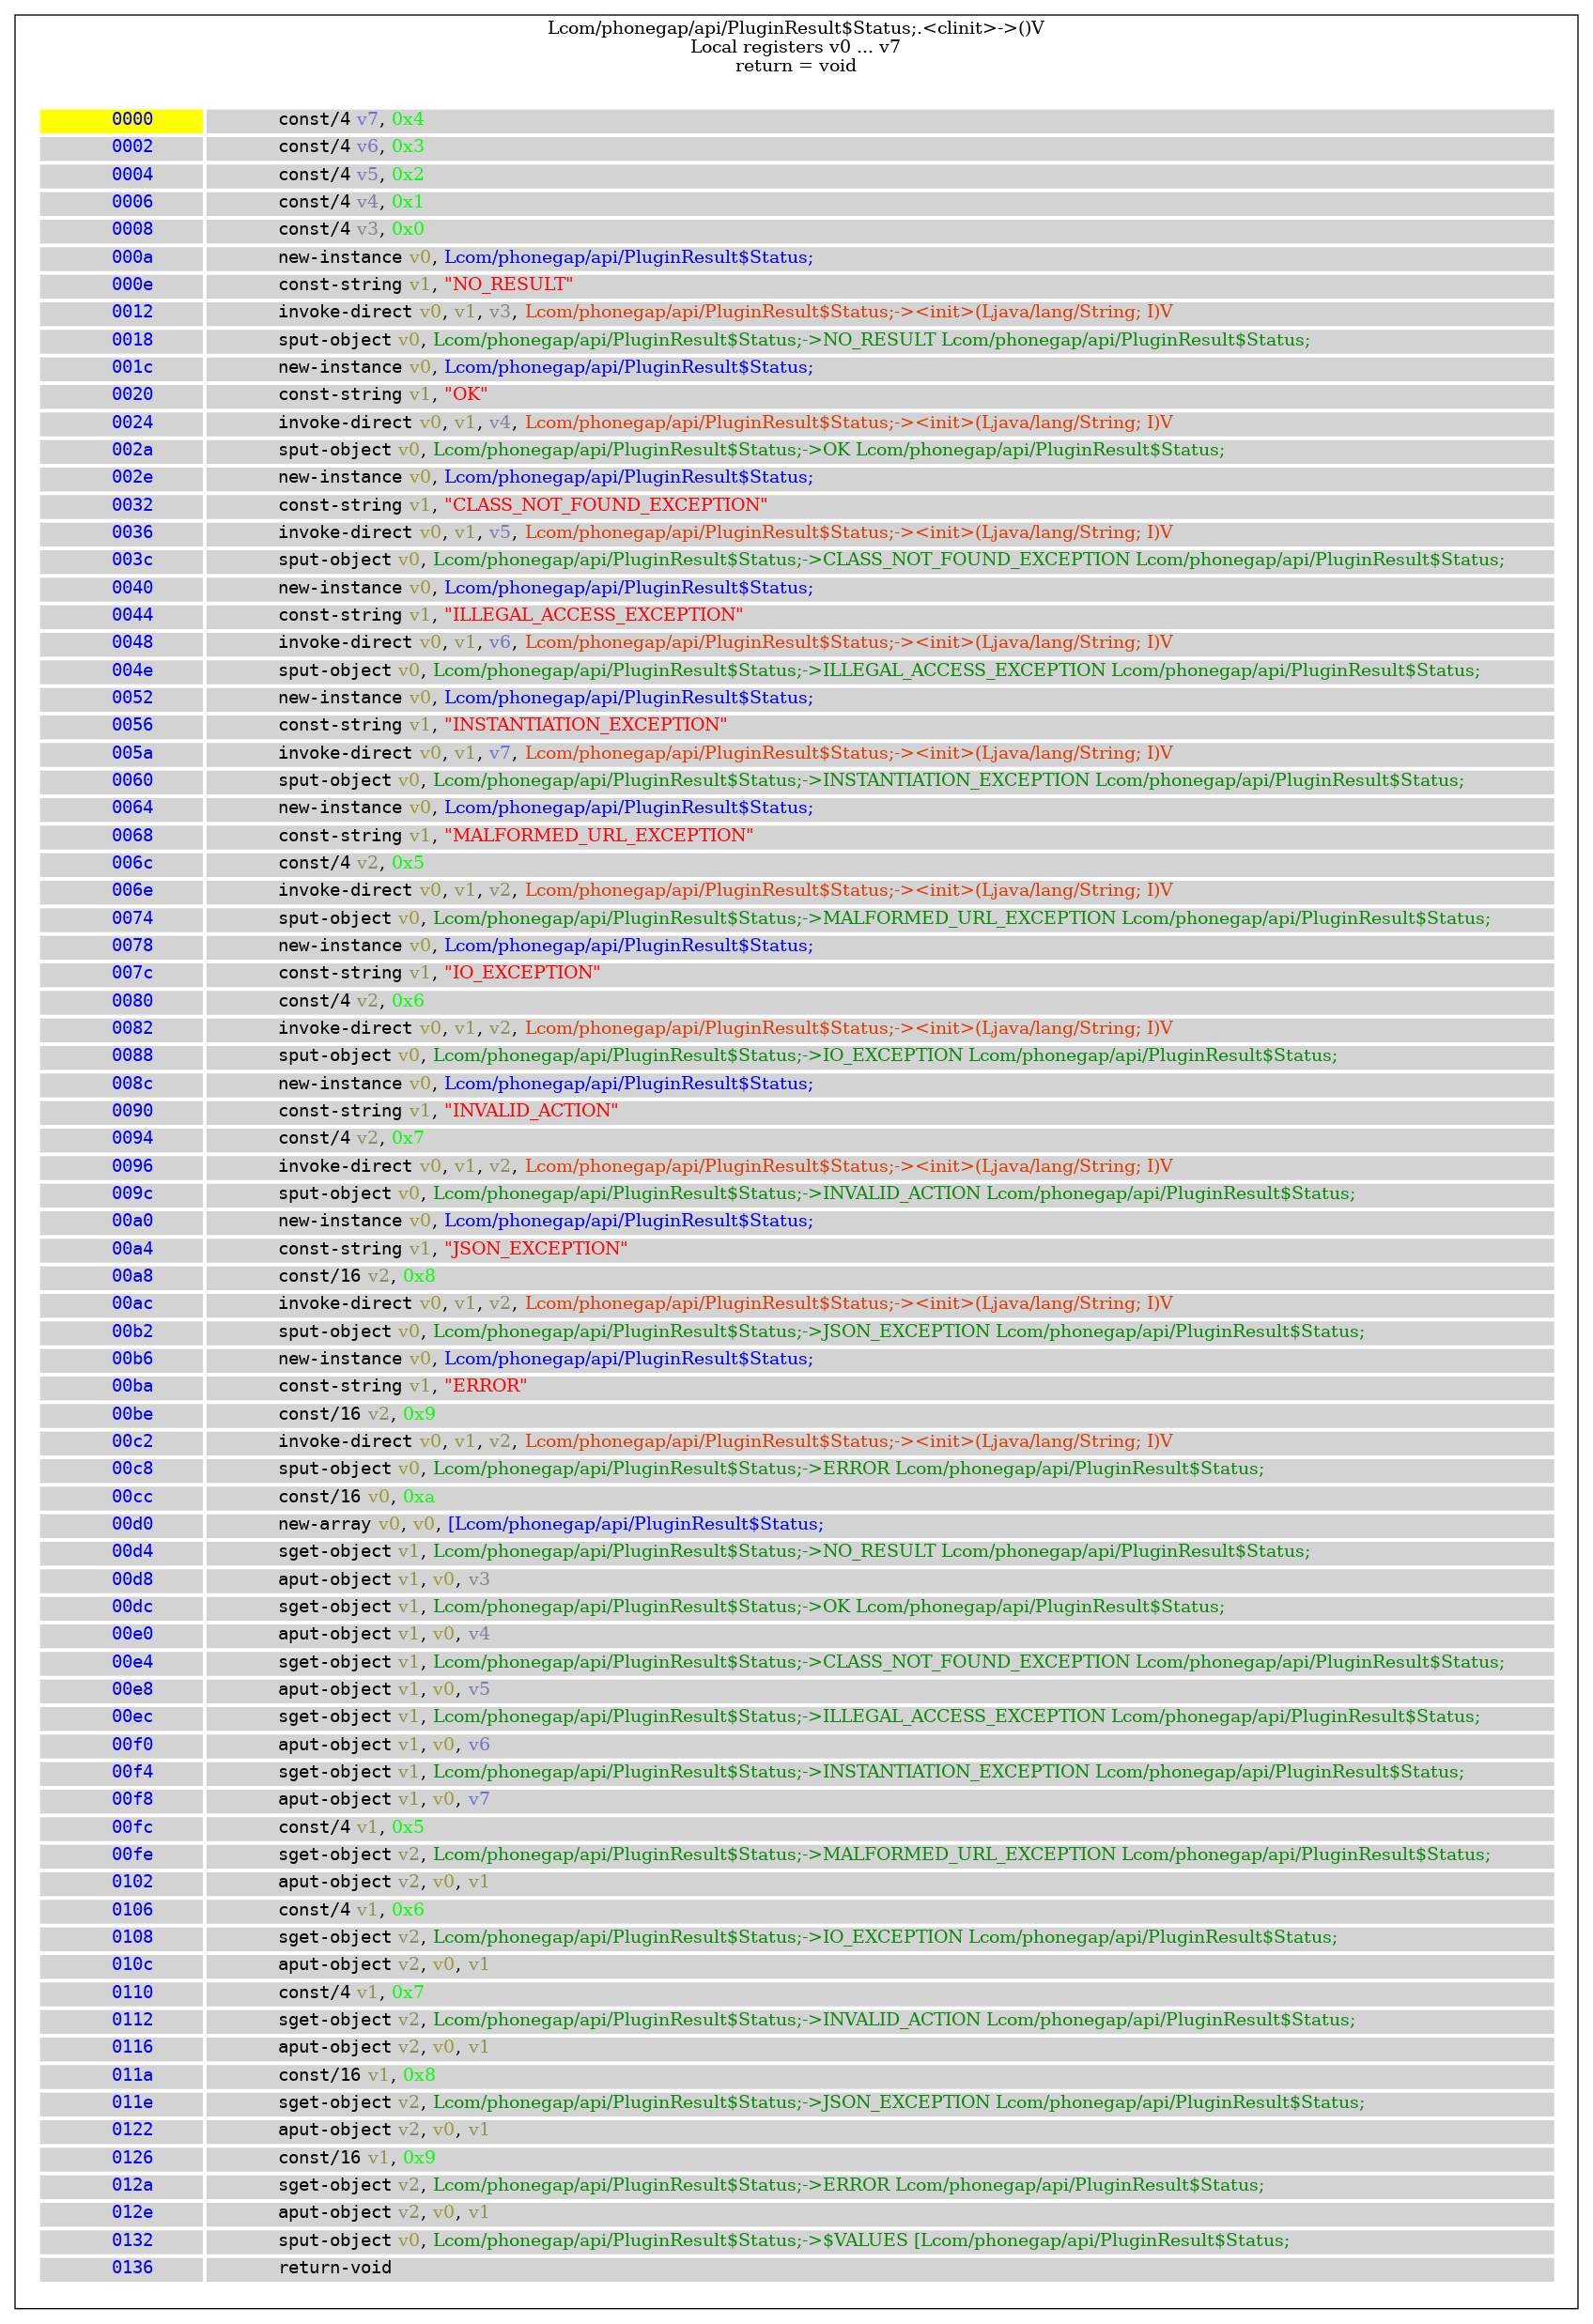 Lcom/phonegap/api/PluginResult$Status;.<clinit>->()V
Local registers v0 ... v7
return = void
0000 const/4 v7, 0x4
0002 const/4 v6, 0x3
0004 const/4 v5, 0x2
0006 const/4 v4, 0x1
0008 const/4 v3, 0x0
000a new-instance v0, Lcom/phonegap/api/PluginResult$Status;
000e const-string v1, "NO_RESULT"
0012 invoke-direct v0, v1, v3, Lcom/phonegap/api/PluginResult$Status;-><init>(Ljava/lang/String; I)V
0018 sput-object v0, Lcom/phonegap/api/PluginResult$Status;->NO_RESULT Lcom/phonegap/api/PluginResult$Status;
001c new-instance v0, Lcom/phonegap/api/PluginResult$Status;
0020 const-string v1, "OK"
0024 invoke-direct v0, v1, v4, Lcom/phonegap/api/PluginResult$Status;-><init>(Ljava/lang/String; I)V
002a sput-object v0, Lcom/phonegap/api/PluginResult$Status;->OK Lcom/phonegap/api/PluginResult$Status;
002e new-instance v0, Lcom/phonegap/api/PluginResult$Status;
0032 const-string v1, "CLASS_NOT_FOUND_EXCEPTION"
0036 invoke-direct v0, v1, v5, Lcom/phonegap/api/PluginResult$Status;-><init>(Ljava/lang/String; I)V
003c sput-object v0, Lcom/phonegap/api/PluginResult$Status;->CLASS_NOT_FOUND_EXCEPTION Lcom/phonegap/api/PluginResult$Status;
0040 new-instance v0, Lcom/phonegap/api/PluginResult$Status;
0044 const-string v1, "ILLEGAL_ACCESS_EXCEPTION"
0048 invoke-direct v0, v1, v6, Lcom/phonegap/api/PluginResult$Status;-><init>(Ljava/lang/String; I)V
004e sput-object v0, Lcom/phonegap/api/PluginResult$Status;->ILLEGAL_ACCESS_EXCEPTION Lcom/phonegap/api/PluginResult$Status;
0052 new-instance v0, Lcom/phonegap/api/PluginResult$Status;
0056 const-string v1, "INSTANTIATION_EXCEPTION"
005a invoke-direct v0, v1, v7, Lcom/phonegap/api/PluginResult$Status;-><init>(Ljava/lang/String; I)V
0060 sput-object v0, Lcom/phonegap/api/PluginResult$Status;->INSTANTIATION_EXCEPTION Lcom/phonegap/api/PluginResult$Status;
0064 new-instance v0, Lcom/phonegap/api/PluginResult$Status;
0068 const-string v1, "MALFORMED_URL_EXCEPTION"
006c const/4 v2, 0x5
006e invoke-direct v0, v1, v2, Lcom/phonegap/api/PluginResult$Status;-><init>(Ljava/lang/String; I)V
0074 sput-object v0, Lcom/phonegap/api/PluginResult$Status;->MALFORMED_URL_EXCEPTION Lcom/phonegap/api/PluginResult$Status;
0078 new-instance v0, Lcom/phonegap/api/PluginResult$Status;
007c const-string v1, "IO_EXCEPTION"
0080 const/4 v2, 0x6
0082 invoke-direct v0, v1, v2, Lcom/phonegap/api/PluginResult$Status;-><init>(Ljava/lang/String; I)V
0088 sput-object v0, Lcom/phonegap/api/PluginResult$Status;->IO_EXCEPTION Lcom/phonegap/api/PluginResult$Status;
008c new-instance v0, Lcom/phonegap/api/PluginResult$Status;
0090 const-string v1, "INVALID_ACTION"
0094 const/4 v2, 0x7
0096 invoke-direct v0, v1, v2, Lcom/phonegap/api/PluginResult$Status;-><init>(Ljava/lang/String; I)V
009c sput-object v0, Lcom/phonegap/api/PluginResult$Status;->INVALID_ACTION Lcom/phonegap/api/PluginResult$Status;
00a0 new-instance v0, Lcom/phonegap/api/PluginResult$Status;
00a4 const-string v1, "JSON_EXCEPTION"
00a8 const/16 v2, 0x8
00ac invoke-direct v0, v1, v2, Lcom/phonegap/api/PluginResult$Status;-><init>(Ljava/lang/String; I)V
00b2 sput-object v0, Lcom/phonegap/api/PluginResult$Status;->JSON_EXCEPTION Lcom/phonegap/api/PluginResult$Status;
00b6 new-instance v0, Lcom/phonegap/api/PluginResult$Status;
00ba const-string v1, "ERROR"
00be const/16 v2, 0x9
00c2 invoke-direct v0, v1, v2, Lcom/phonegap/api/PluginResult$Status;-><init>(Ljava/lang/String; I)V
00c8 sput-object v0, Lcom/phonegap/api/PluginResult$Status;->ERROR Lcom/phonegap/api/PluginResult$Status;
00cc const/16 v0, 0xa
00d0 new-array v0, v0, [Lcom/phonegap/api/PluginResult$Status;
00d4 sget-object v1, Lcom/phonegap/api/PluginResult$Status;->NO_RESULT Lcom/phonegap/api/PluginResult$Status;
00d8 aput-object v1, v0, v3
00dc sget-object v1, Lcom/phonegap/api/PluginResult$Status;->OK Lcom/phonegap/api/PluginResult$Status;
00e0 aput-object v1, v0, v4
00e4 sget-object v1, Lcom/phonegap/api/PluginResult$Status;->CLASS_NOT_FOUND_EXCEPTION Lcom/phonegap/api/PluginResult$Status;
00e8 aput-object v1, v0, v5
00ec sget-object v1, Lcom/phonegap/api/PluginResult$Status;->ILLEGAL_ACCESS_EXCEPTION Lcom/phonegap/api/PluginResult$Status;
00f0 aput-object v1, v0, v6
00f4 sget-object v1, Lcom/phonegap/api/PluginResult$Status;->INSTANTIATION_EXCEPTION Lcom/phonegap/api/PluginResult$Status;
00f8 aput-object v1, v0, v7
00fc const/4 v1, 0x5
00fe sget-object v2, Lcom/phonegap/api/PluginResult$Status;->MALFORMED_URL_EXCEPTION Lcom/phonegap/api/PluginResult$Status;
0102 aput-object v2, v0, v1
0106 const/4 v1, 0x6
0108 sget-object v2, Lcom/phonegap/api/PluginResult$Status;->IO_EXCEPTION Lcom/phonegap/api/PluginResult$Status;
010c aput-object v2, v0, v1
0110 const/4 v1, 0x7
0112 sget-object v2, Lcom/phonegap/api/PluginResult$Status;->INVALID_ACTION Lcom/phonegap/api/PluginResult$Status;
0116 aput-object v2, v0, v1
011a const/16 v1, 0x8
011e sget-object v2, Lcom/phonegap/api/PluginResult$Status;->JSON_EXCEPTION Lcom/phonegap/api/PluginResult$Status;
0122 aput-object v2, v0, v1
0126 const/16 v1, 0x9
012a sget-object v2, Lcom/phonegap/api/PluginResult$Status;->ERROR Lcom/phonegap/api/PluginResult$Status;
012e aput-object v2, v0, v1
0132 sput-object v0, Lcom/phonegap/api/PluginResult$Status;->$VALUES [Lcom/phonegap/api/PluginResult$Status;
0136 return-void